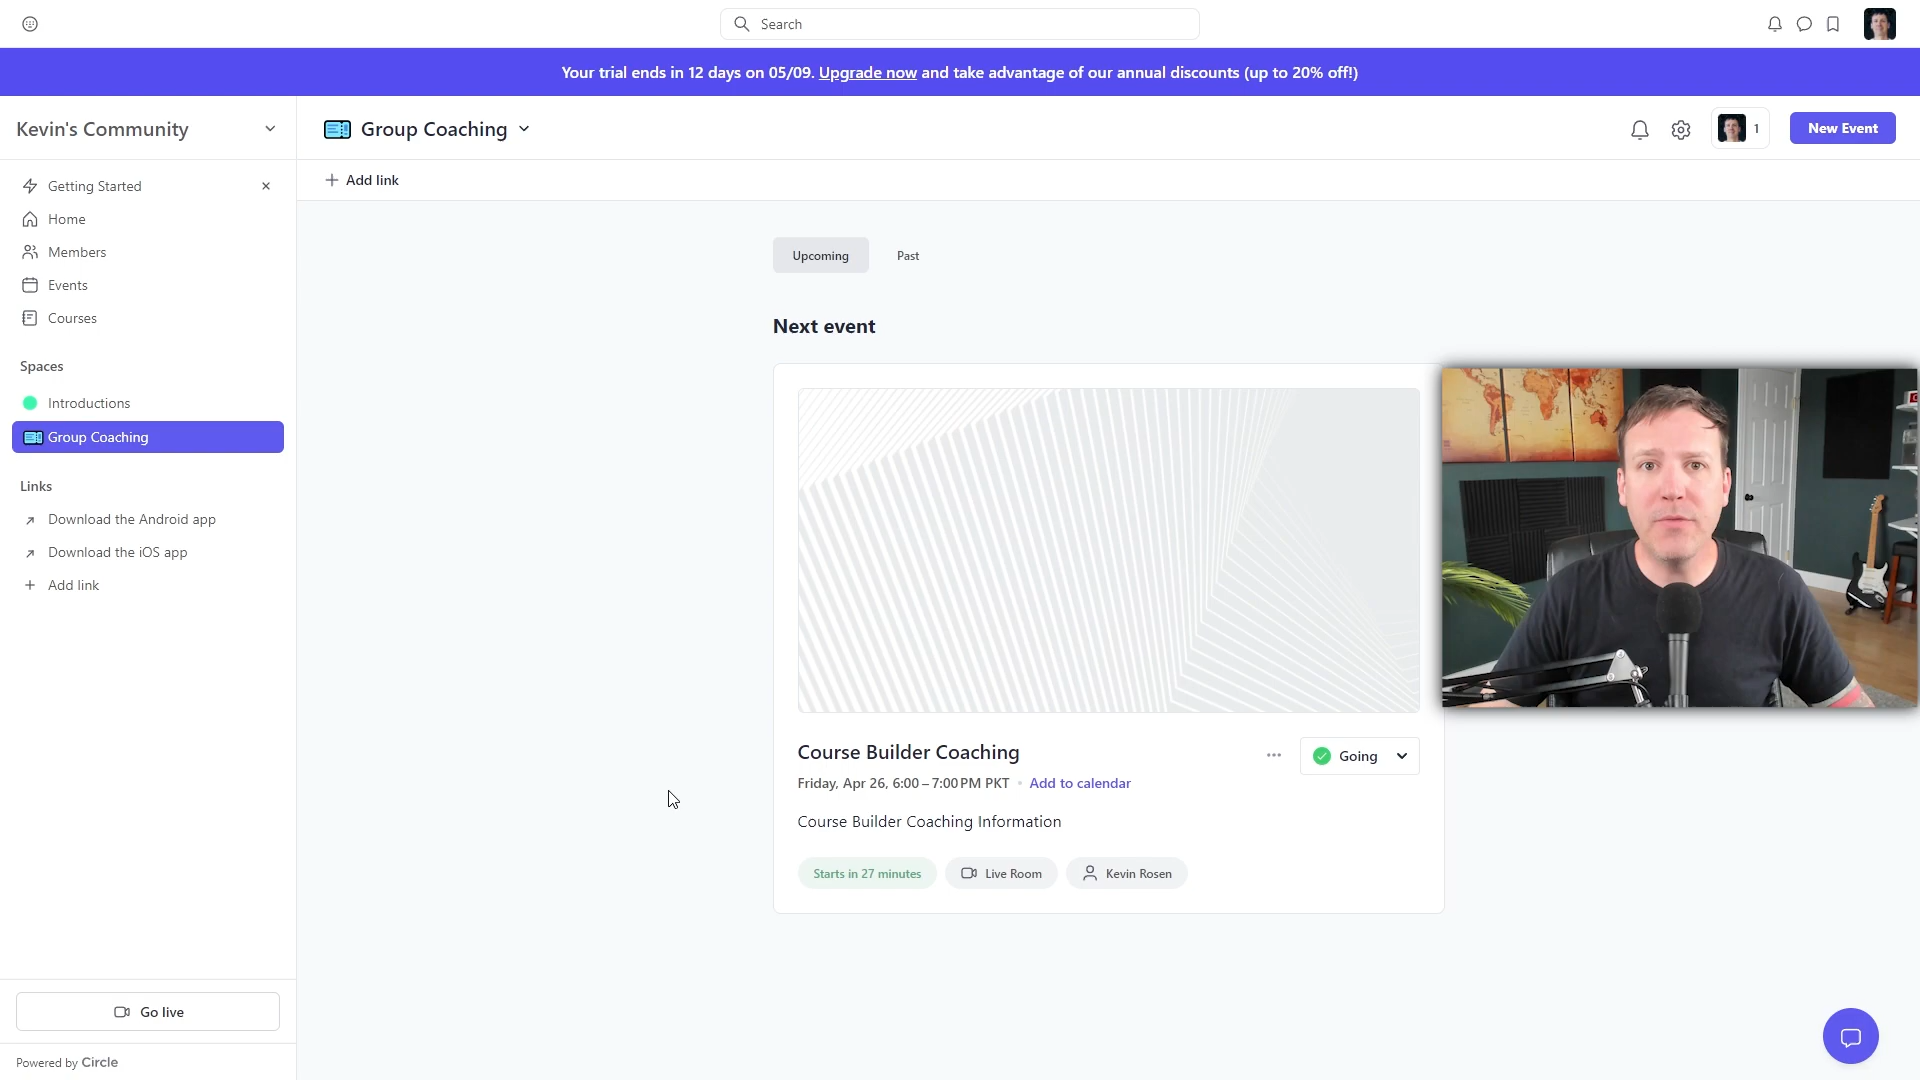 Search
Your trial ends in 12 days on 05/09. Upgrade now and take advantage of our annual discounts (up to 20% off!)
Kevin's Community
Group Coaching
1
New Event
Getting Started
Home
Members
Events
Courses
Spaces
Introductions
Group Coaching
Links
Download the Android app
Download the iOS app
Add link
Go live
Powered by Circle
Add link
Upcoming
Past
Next event
Course Builder Coaching
Going
Friday, Apr 26, 6:00 – 7:00 PM PKT • Add to calendar
Course Builder Coaching Information
Starts in 27 minutes
Live Room
Kevin Rosen